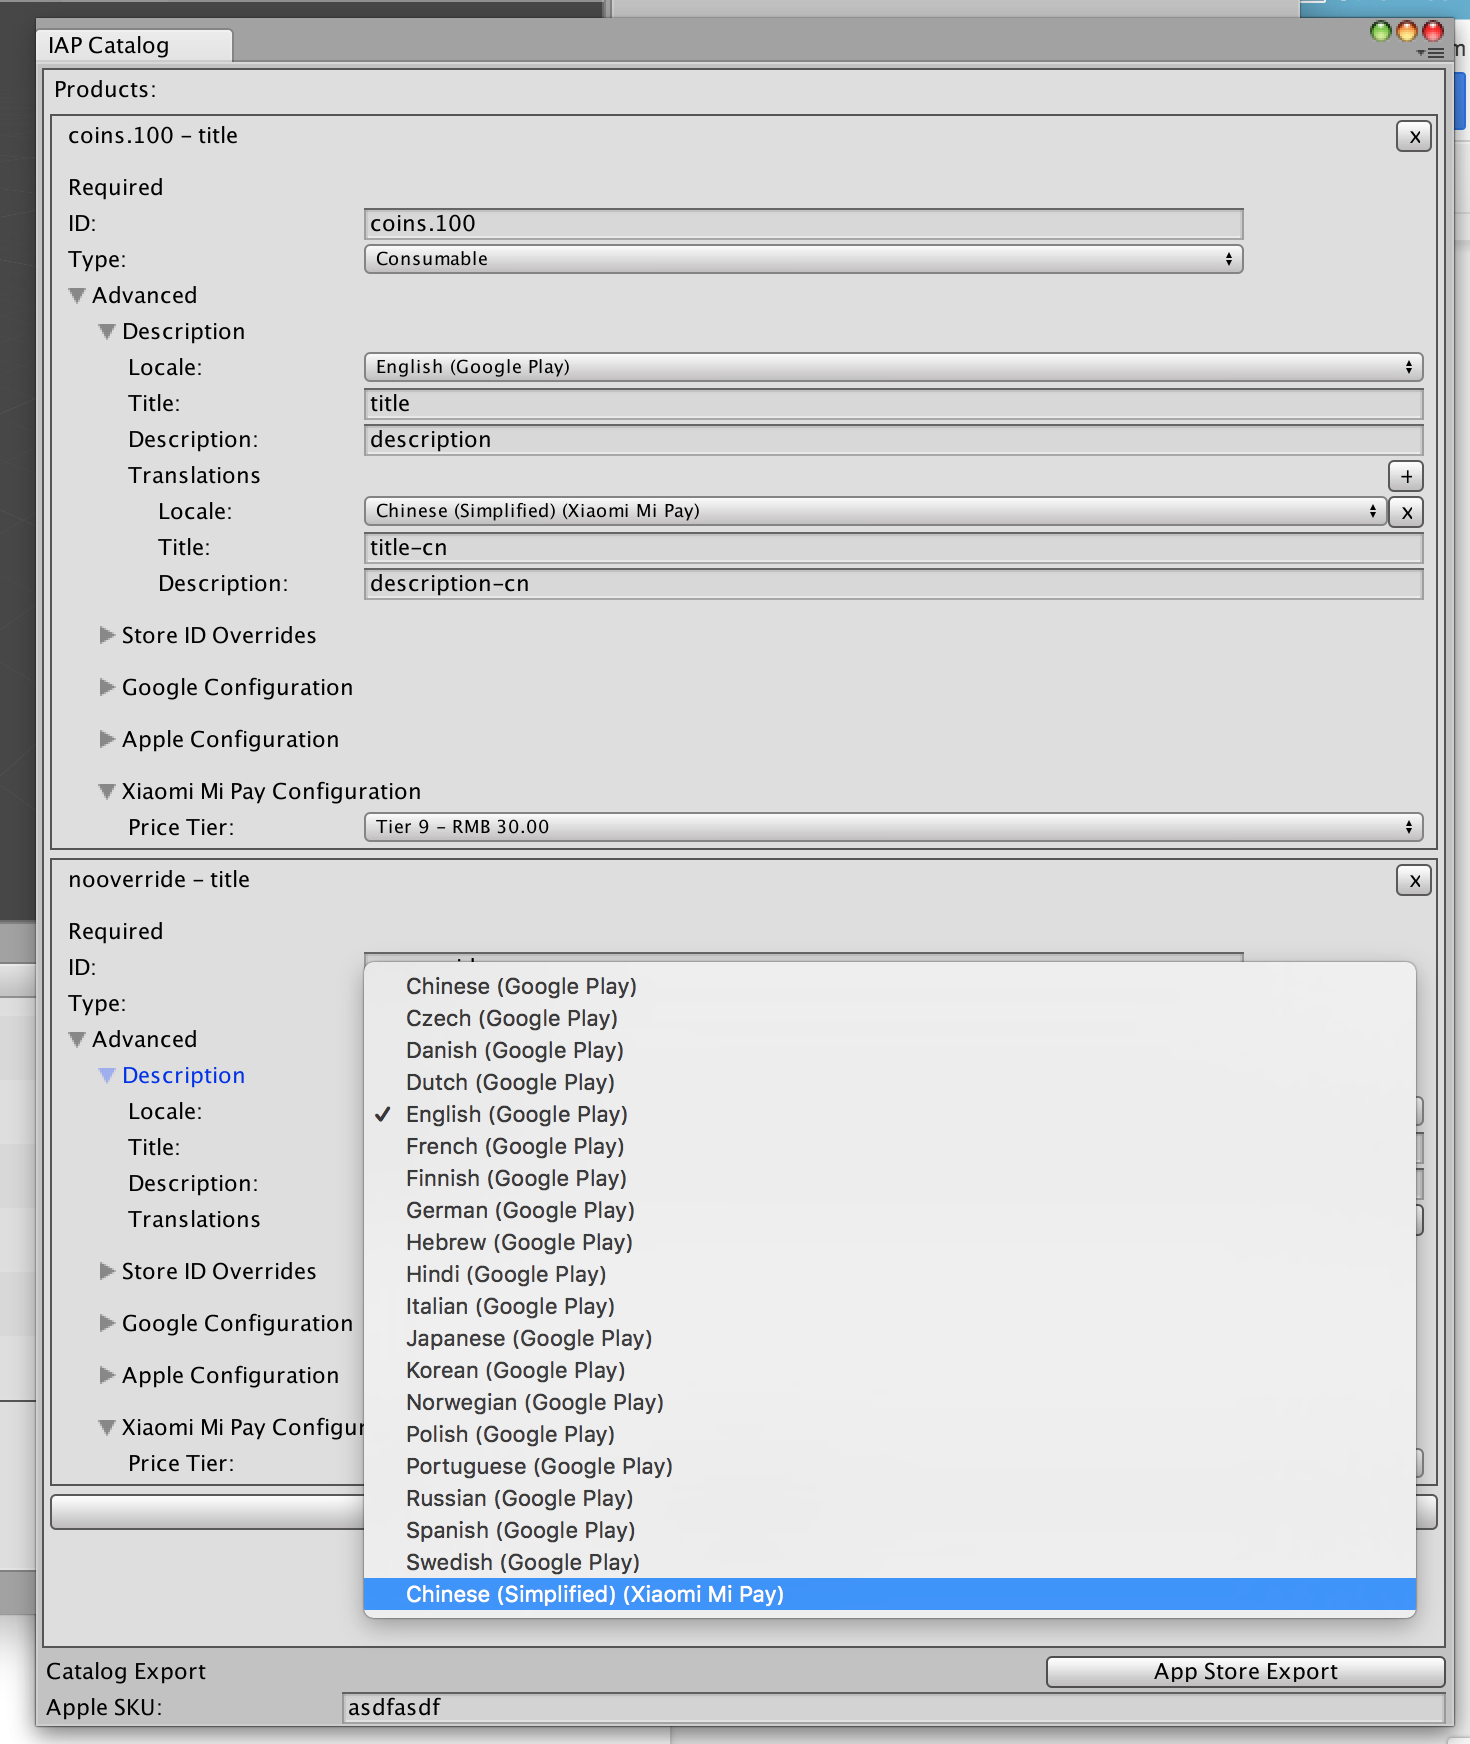 IAP Catalog
m
Products:
coins.100 – title
x
Required
ID: coins.100
Type: Consumable
Advanced
Description
Locale: English (Google Play)
Title: title
Description: description
Translations +
Locale: Chinese (Simplified) (Xiaomi Mi Pay) x
Title: title-cn
Description: description-cn
Store ID Overrides
Google Configuration
Apple Configuration
Xiaomi Mi Pay Configuration
Price Tier: Tier 9 – RMB 30.00
nooverride – title
x
Required
ID:
Type:
Advanced
Description
Locale:
Title:
Description:
Translations
Store ID Overrides
Google Configuration
Apple Configuration
Xiaomi Mi Pay Configur
Price Tier:
Chinese (Google Play)
Czech (Google Play)
Danish (Google Play)
Dutch (Google Play)
✓ English (Google Play)
French (Google Play)
Finnish (Google Play)
German (Google Play)
Hebrew (Google Play)
Hindi (Google Play)
Italian (Google Play)
Japanese (Google Play)
Korean (Google Play)
Norwegian (Google Play)
Polish (Google Play)
Portuguese (Google Play)
Russian (Google Play)
Spanish (Google Play)
Swedish (Google Play)
Chinese (Simplified) (Xiaomi Mi Pay)
Catalog Export
App Store Export
Apple SKU: asdfasdf